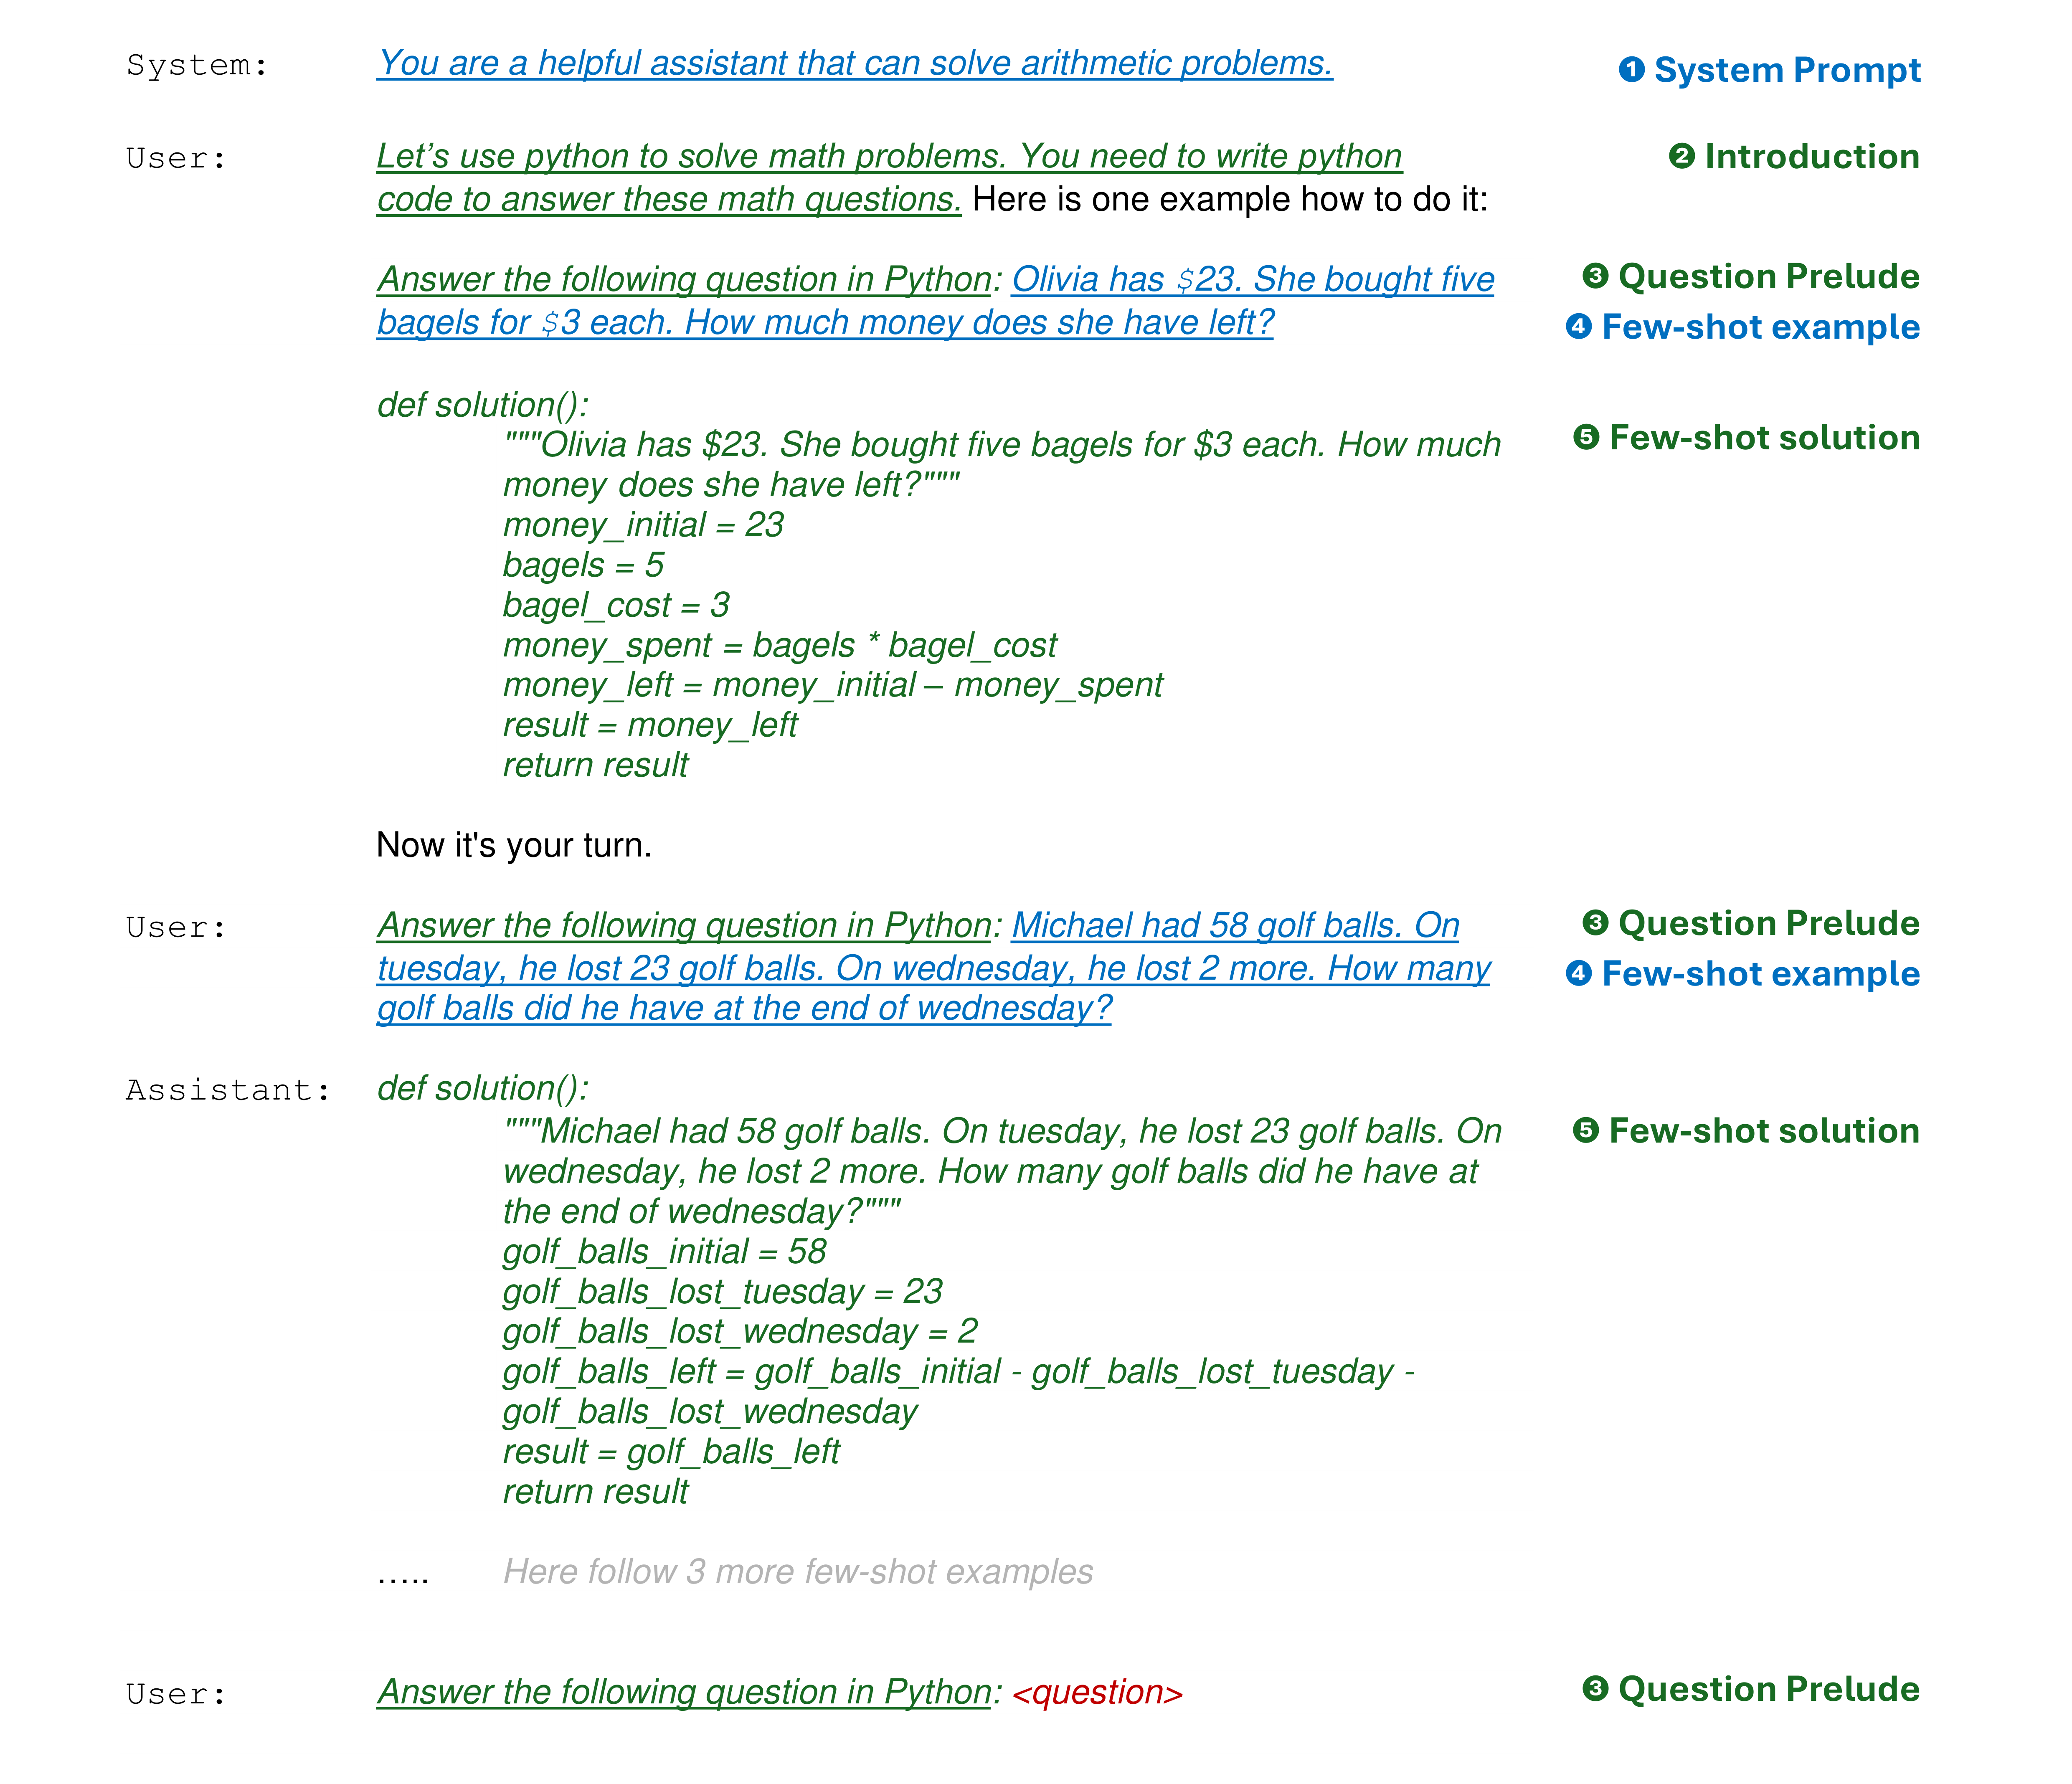 System: You are a helpful assistant that can solve arithmetic problems. ❶ System Prompt
User: Let’s use python to solve math problems. You need to write python ❷ Introduction
code to answer these math questions. Here is one example how to do it:
Answer the following question in Python: Olivia has $23. She bought five ❸ Question Prelude
bagels for $3 each. How much money does she have left? ❹ Few-shot example
def solution():
"""Olivia has $23. She bought five bagels for $3 each. How much ❺ Few-shot solution
money does she have left?"""
money_initial = 23
bagels = 5
bagel_cost = 3
money_spent = bagels * bagel_cost
money_left = money_initial – money_spent
result = money_left
return result
Now it's your turn.
User: Answer the following question in Python: Michael had 58 golf balls. On ❸ Question Prelude
tuesday, he lost 23 golf balls. On wednesday, he lost 2 more. How many ❹ Few-shot example
golf balls did he have at the end of wednesday?
Assistant: def solution():
"""Michael had 58 golf balls. On tuesday, he lost 23 golf balls. On ❺ Few-shot solution
wednesday, he lost 2 more. How many golf balls did he have at
the end of wednesday?"""
golf_balls_initial = 58
golf_balls_lost_tuesday = 23
golf_balls_lost_wednesday = 2
golf_balls_left = golf_balls_initial - golf_balls_lost_tuesday -
golf_balls_lost_wednesday
result = golf_balls_left
return result
….. Here follow 3 more few-shot examples
User: Answer the following question in Python: <question> ❸ Question Prelude